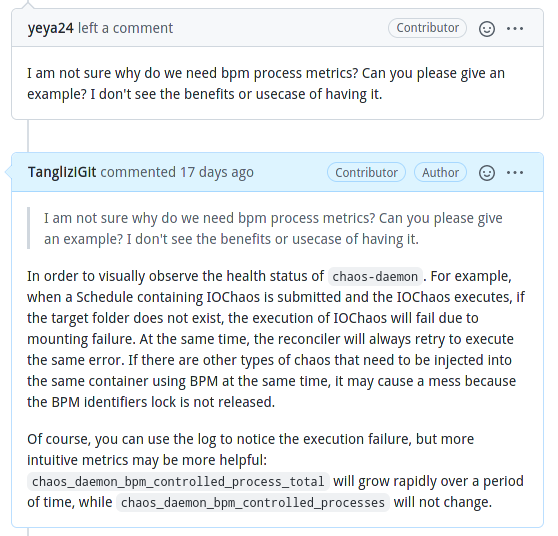 yeya24 left a comment Contributor
I am not sure why do we need bpm process metrics? Can you please give an
example? I don't see the benefits or usecase of having it.
TangliziGit commented 17 days ago Contributor Author
I am not sure why do we need bpm process metrics? Can you please give
an example? I don't see the benefits or usecase of having it.
In order to visually observe the health status of chaos-daemon. For example,
when a Schedule containing IOChaos is submitted and the IOChaos executes, if
the target folder does not exist, the execution of IOChaos will fail due to
mounting failure. At the same time, the reconciler will always retry to execute
the same error. If there are other types of chaos that need to be injected into
the same container using BPM at the same time, it may cause a mess because
the BPM identifiers lock is not released.
Of course, you can use the log to notice the execution failure, but more
intuitive metrics may be more helpful:
chaos_daemon_bpm_controlled_process_total will grow rapidly over a period
of time, while chaos_daemon_bpm_controlled_processes will not change.